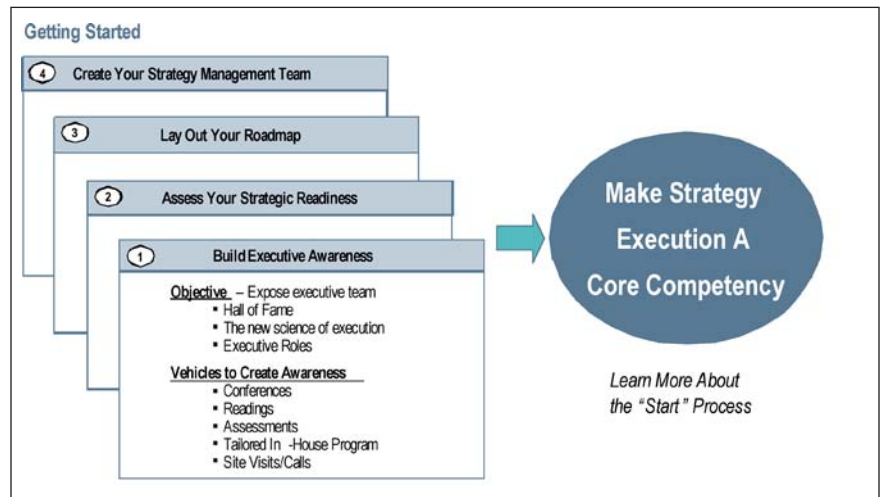 Getting Started
4 Create Your Strategy Management Team
3 Lay Out Your Roadmap
2 Assess Your Strategic Readiness
1 Build Executive Awareness
Objective – Expose executive team
▪ Hall of Fame
▪ The new science of execution
▪ Executive Roles
Vehicles to Create Awareness
▪ Conferences
▪ Readings
▪ Assessments
▪ Tailored In -House Program
▪ Site Visits/Calls
Make Strategy
Execution A
Core Competency
Learn More About
the “Start” Process